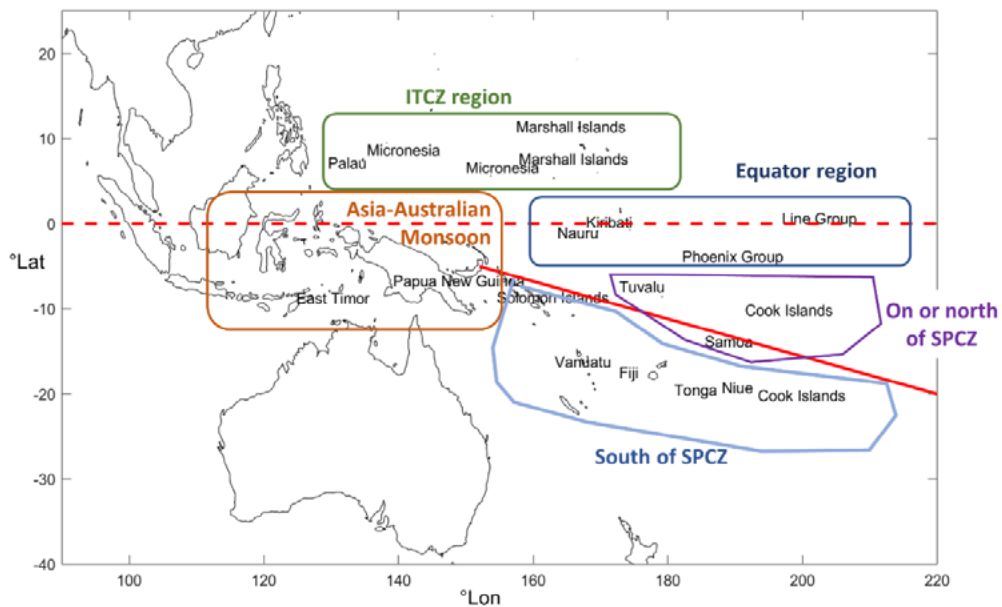 20
ITCZ region
Marshall Islands
10
Micronesia
Palau
Marshall Islands
Micronesia
Equator region
Asia-Australian
Monsoon
0
Kiribati
Line Group
Nauru
Phoenix Group
°Lat
Papua New Guinea
Tuvalu
East Timor
Solomon Islands
-10
Cook Islands
On or north
of SPCZ
Samoa
Vanuatu
Fiji
Tonga
Niue
Cook Islands
-20
South of SPCZ
-30
-40
100
120
140
160
180
200
220
°Lon